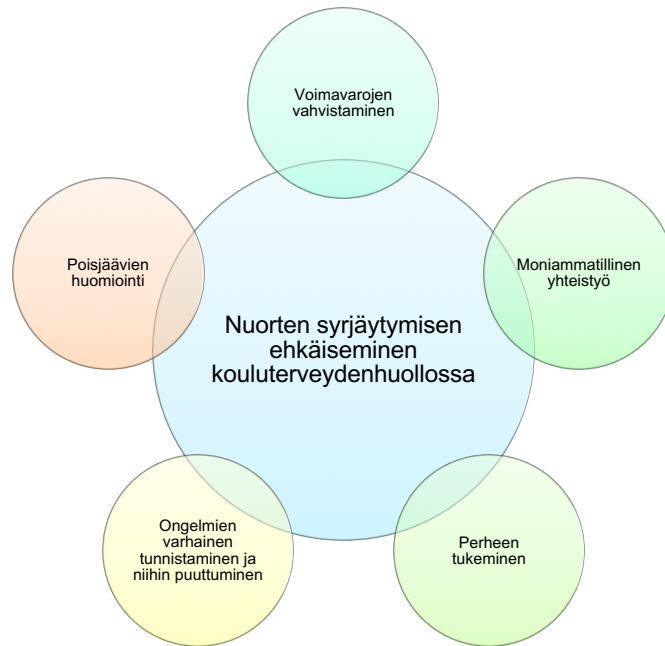 Voimavarojen
vahvistaminen
Poisjäävien
huomiointi
Moniammatillinen
yhteistyö
Nuorten syrjäytymisen
ehkäiseminen
kouluterveydenhuollossa
Ongelmien
varhainen
tunnistaminen ja
niihin puuttuminen
Perheen
tukeminen